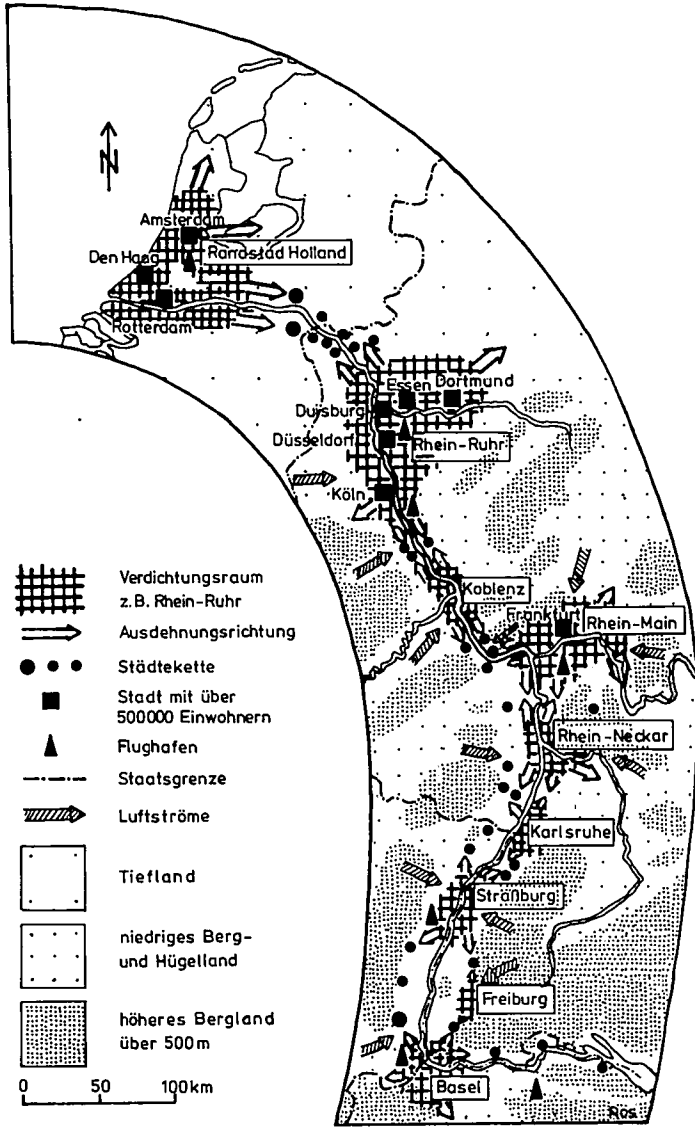 N
Amsterdam
Randstad Holland
Den Haag
Rotterdam
Essen
Dortmund
Duisburg
Düsseldorf
Rhein-Ruhr
Köln
Koblenz
Frankfurt
Rhein-Main
Rhein-Neckar
Karlsruhe
Straßburg
Freiburg
Basel
Rös
Verdichtungsraum
z.B. Rhein-Ruhr
Ausdehnungsrichtung
Städtekette
Stadt mit über
500000 Einwohnern
Flughafen
Staatsgrenze
Luftströme
Tiefland
niedriges Berg-
und Hügelland
höheres Bergland
über 500m
0 50 100km